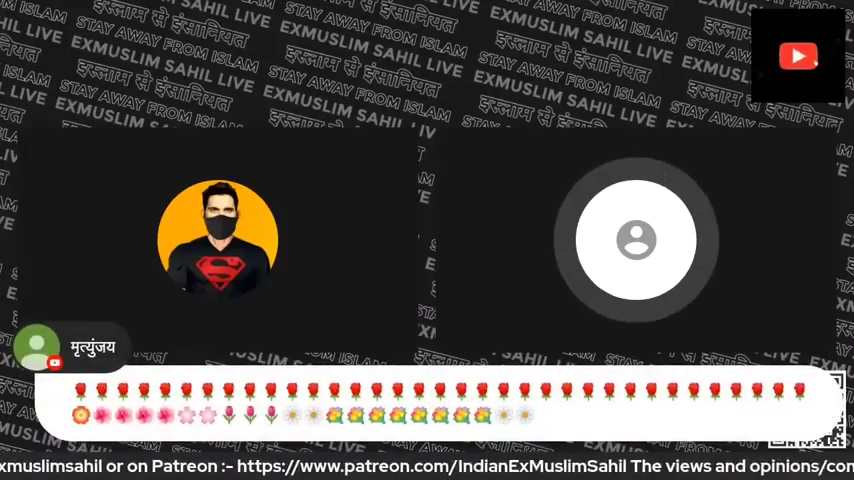 STAY AWAY FROM ISLAM
EXMUSLIM SAHIL LIVE
इस्लाम से इंसानियत
मृत्युंजय
🌹🌹🌹🌹🌹🌹🌹🌹🌹🌹🌹🌹🌹🌹🌹🌹🌹🌹🌹🌹🌹🌹🌹🌹🌹🌹🌹🌹🌹🌹🌹🌹🌹🌹🌹
🏵️🌺🌺🌺🌺🌸🌸🌷🌷🌷🌼🌼💐💐💐💐💐💐💐💐🌼🌼
xmuslimsahil or on Patreon :- https://www.patreon.com/IndianExMuslimSahil The views and opinions/con